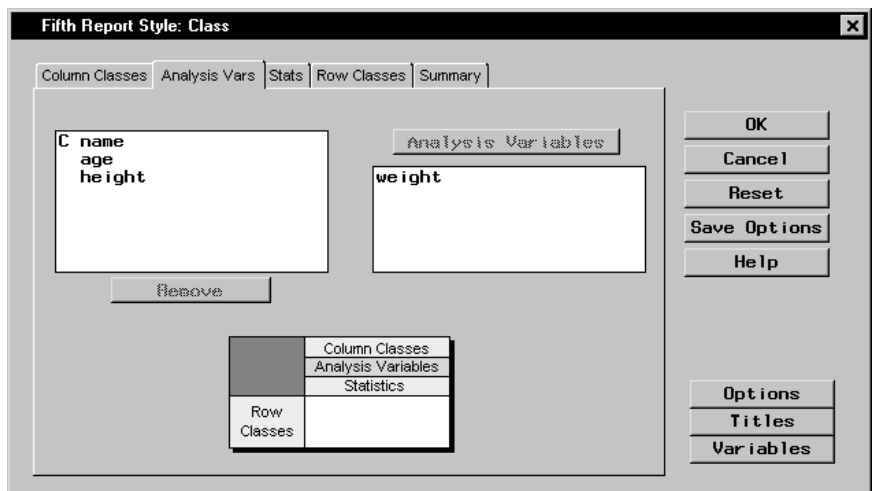 Fifth Report Style: Class
Column Classes Analysis Vars Stats Row Classes Summary
C name
age
height
Remove
Analysis Variables
weight
OK
Cancel
Reset
Save Options
Help
Column Classes
Analysis Variables
Statistics
Row
Classes
Options
Titles
Variables